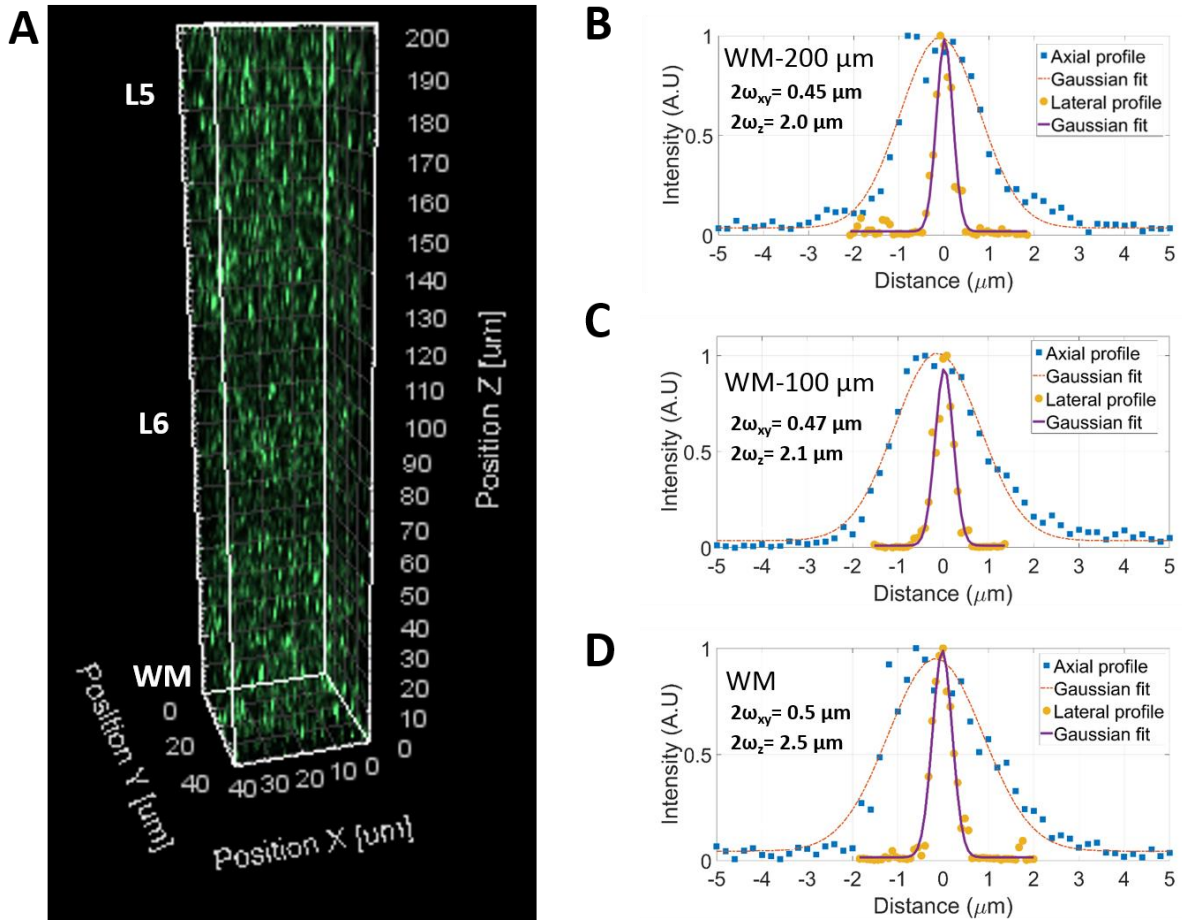 A
L5
L6
WM
200
190
180
170
160
150
140
130
120
110
100
90
80
70
60
50
40
30
20
10
0
Position Z [um]
0
20
40
Position Y [um]
40 30 20 10 0
Position X [um]
B
WM-200 μm
2ωxy= 0.45 μm
2ωz= 2.0 μm
Axial profile
Gaussian fit
Lateral profile
Gaussian fit
Intensity (A.U)
1
0.5
0
-5 -4 -3 -2 -1 0 1 2 3 4 5
Distance (μm)
C
WM-100 μm
2ωxy= 0.47 μm
2ωz= 2.1 μm
Axial profile
Gaussian fit
Lateral profile
Gaussian fit
Intensity (A.U)
1
0.5
0
-5 -4 -3 -2 -1 0 1 2 3 4 5
Distance (μm)
D
WM
2ωxy= 0.5 μm
2ωz= 2.5 μm
Axial profile
Gaussian fit
Lateral profile
Gaussian fit
Intensity (A.U)
1
0.5
0
-5 -4 -3 -2 -1 0 1 2 3 4 5
Distance (μm)